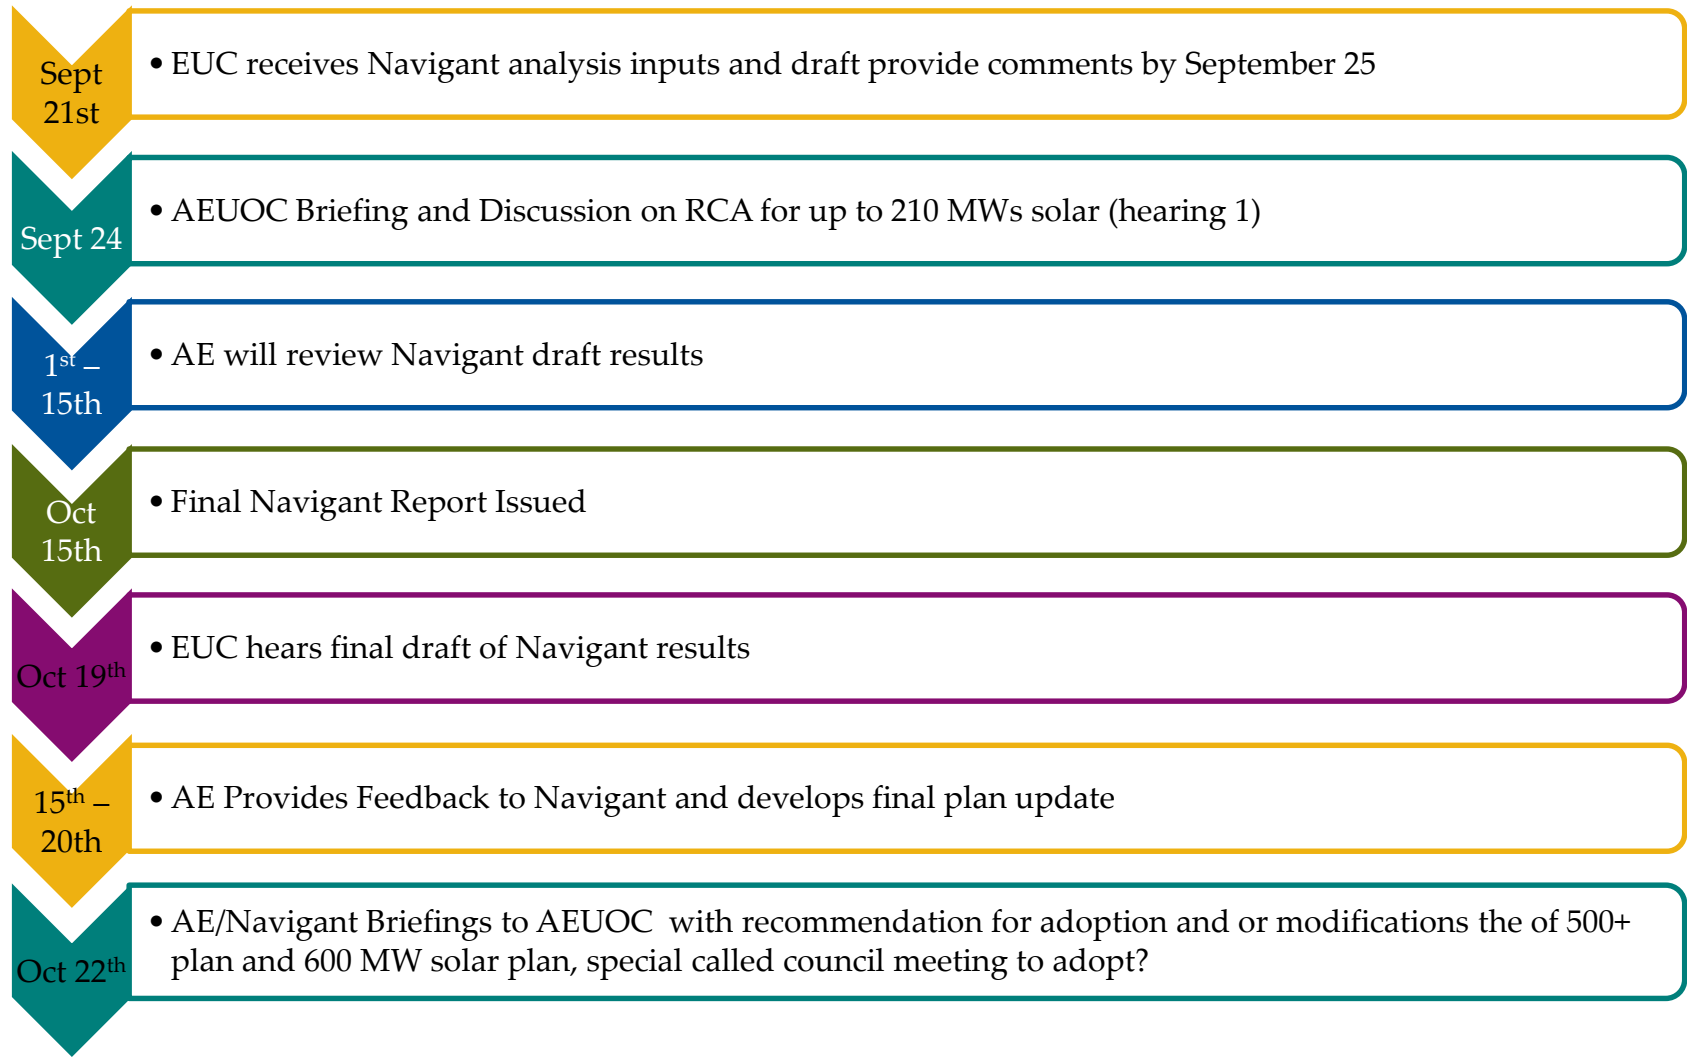 Sept
21st
• EUC receives Navigant analysis inputs and draft provide comments by September 25
Sept 24
• AEUOC Briefing and Discussion on RCA for up to 210 MWs solar (hearing 1)
1st –
15th
• AE will review Navigant draft results
Oct
15th
• Final Navigant Report Issued
Oct 19th
• EUC hears final draft of Navigant results
15th –
20th
• AE Provides Feedback to Navigant and develops final plan update
Oct 22th
• AE/Navigant Briefings to AEUOC with recommendation for adoption and or modifications the of 500+
plan and 600 MW solar plan, special called council meeting to adopt?